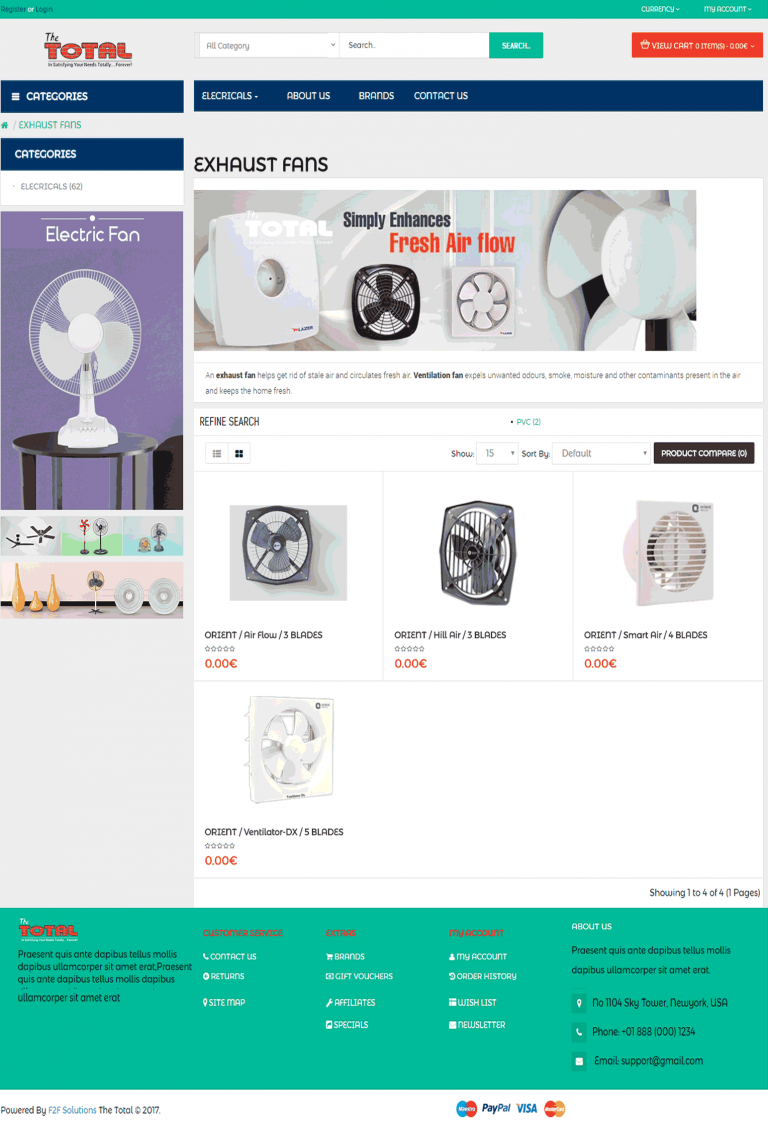 Register or Login
CURRENCY
MY ACCOUNT
The
TOTAL
In Satisfying Your Needs Totally... Forever!
All Category
Search..
SEARCH..
VIEW CART 0 ITEM(S) - 0.00€
CATEGORIES
ELECRICALS
ABOUT US
BRANDS
CONTACT US
/ EXHAUST FANS
CATEGORIES
ELECRICALS (62)
Electric Fan
EXHAUST FANS
The
TOTAL
Simply Enhances
Fresh Air flow
LAZER
An exhaust fan helps get rid of stale air and circulates fresh air. Ventilation fan expels unwanted odours, smoke, moisture and other contaminants present in the air
and keeps the home fresh.
REFINE SEARCH
• PVC (2)
Show: 15
Sort By: Default
PRODUCT COMPARE (0)
ORIENT / Air Flow / 3 BLADES
0.00€
ORIENT / Hill Air / 3 BLADES
0.00€
ORIENT / Smart Air / 4 BLADES
0.00€
ORIENT / Ventilator-DX / 5 BLADES
0.00€
Showing 1 to 4 of 4 (1 Pages)
The
TOTAL
Praesent quis ante dapibus tellus mollis
dapibus ullamcorper sit amet erat,Praesent
quis ante dapibus tellus mollis dapibus
ullamcorper sit amet erat
CUSTOMER SERVICE
CONTACT US
RETURNS
SITE MAP
EXTRAS
BRANDS
GIFT VOUCHERS
AFFILIATES
SPECIALS
MY ACCOUNT
MY ACCOUNT
ORDER HISTORY
WISH LIST
NEWSLETTER
ABOUT US
Praesent quis ante dapibus tellus mollis
dapibus ullamcorper sit amet erat.
No 1104 Sky Tower, Newyork, USA
Phone: +01 888 (000) 1234
Email: support@gmail.com
Powered By F2F Solutions The Total © 2017.
Maestro
PayPal
VISA
MasterCard